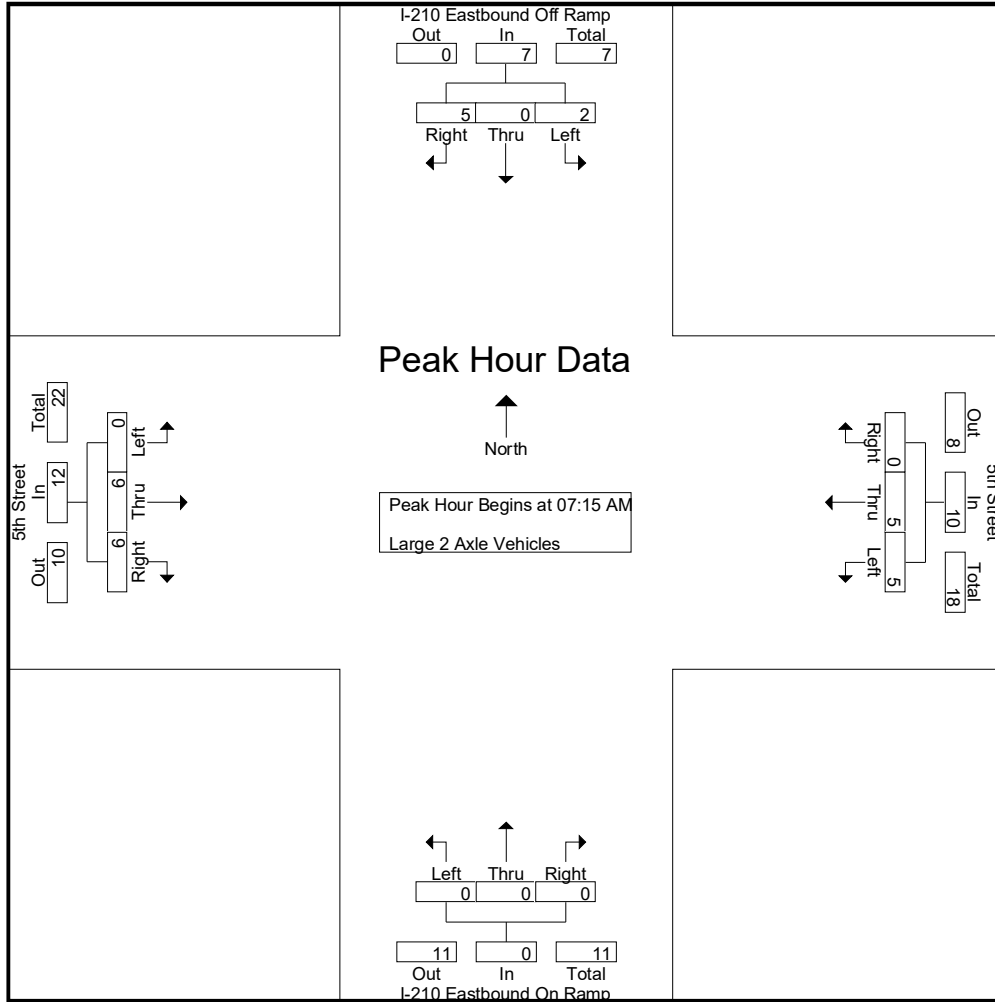 I-210 Eastbound Off Ramp
Out In Total
0 7 7
5 0 2
Right Thru Left
Peak Hour Data
North
Peak Hour Begins at 07:15 AM
Large 2 Axle Vehicles
5th Street
Total In Out
22 12 10
0 6 6
Left Thru Right
5th Street
Out In Total
8 10 18
0 5 5
Right Thru Left
Left Thru Right
0 0 0
11 0 11
Out In Total
I-210 Eastbound On Ramp